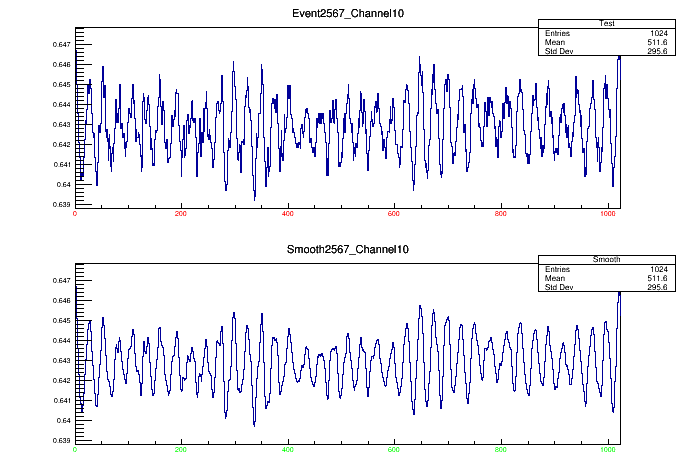 Event2567_Channel10
Test
Entries 1024
Mean 511.6
Std Dev 295.6
0.647
0.646
0.645
0.644
0.643
0.642
0.641
0.64
0.639
0 200 400 600 800 1000
Smooth2567_Channel10
Smooth
Entries 1024
Mean 511.6
Std Dev 295.6
0.647
0.646
0.645
0.644
0.643
0.642
0.641
0.64
0.639
0 200 400 600 800 1000